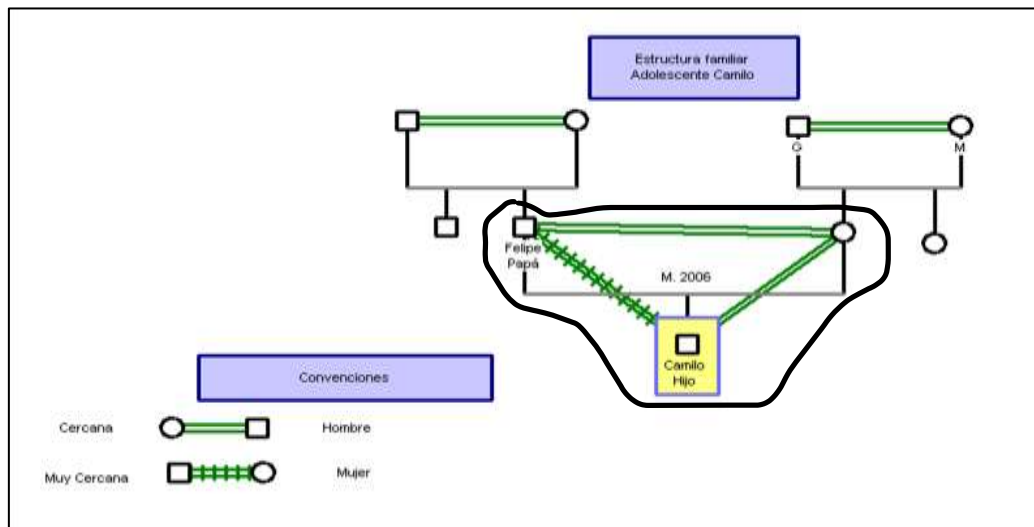 Estructura familiar
Adolescente Camilo
O
M
Felipe
Papá
M. 2006
Camilo
Hijo
Convenciones
Cercana
Hombre
Muy Cercana
Mujer